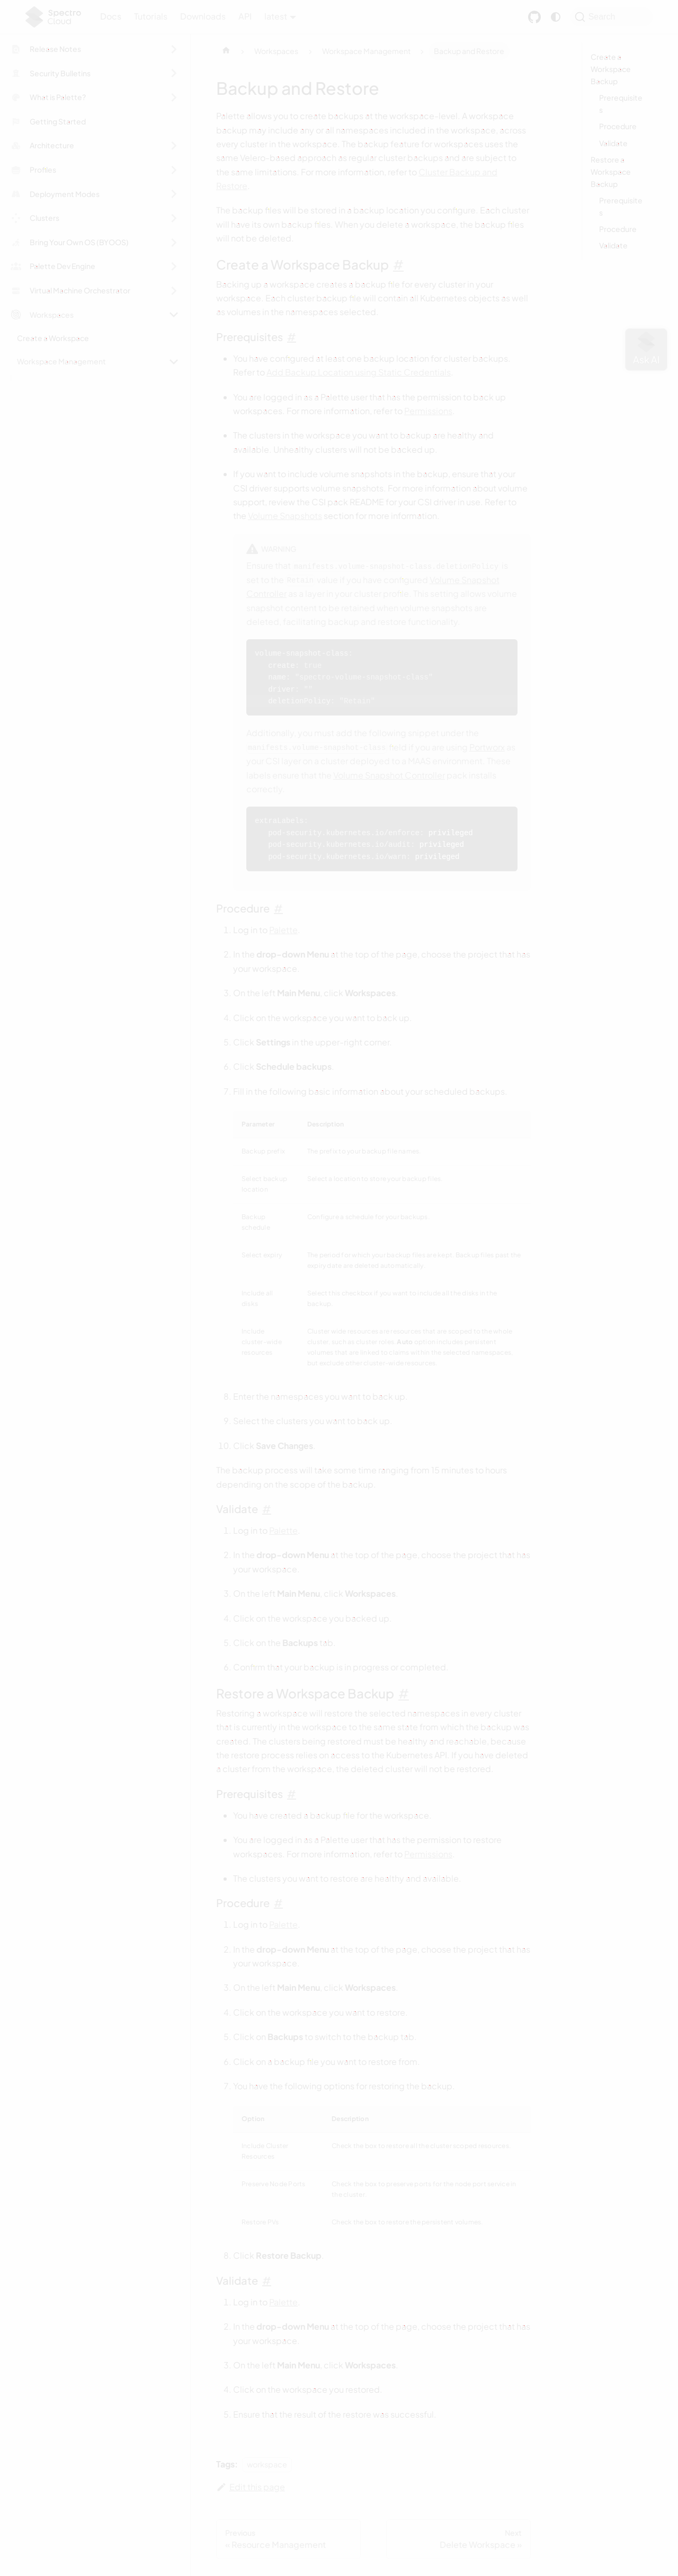 Spectro
Cloud
Docs Tutorials Downloads API latest
Search
Release Notes
Security Bulletins
What is Palette?
Getting Started
Architecture
Profiles
Deployment Modes
Clusters
Bring Your Own OS (BYOOS)
Palette Dev Engine
Virtual Machine Orchestrator
Workspaces
Create a Workspace
Workspace Management
Workspaces
Workspace Management
Backup and Restore
Backup and Restore
Palette allows you to create backups at the workspace-level. A workspace
backup may include any or all namespaces included in the workspace, across
every cluster in the workspace. The backup feature for workspaces uses the
same Velero-based approach as regular cluster backups and are subject to
the same limitations. For more information, refer to Cluster Backup and
Restore.
The backup files will be stored in a backup location you configure. Each cluster
will have its own backup files. When you delete a workspace, the backup files
will not be deleted.
Create a Workspace Backup #
Backing up a workspace creates a backup file for every cluster in your
workspace. Each cluster backup file will contain all Kubernetes objects as well
as volumes in the namespaces selected.
Prerequisites #
• You have configured at least one backup location for cluster backups.
Refer to Add Backup Location using Static Credentials.
• You are logged in as a Palette user that has the permission to back up
workspaces. For more information, refer to Permissions.
• The clusters in the workspace you want to backup are healthy and
available. Unhealthy clusters will not be backed up.
• If you want to include volume snapshots in the backup, ensure that your
CSI driver supports volume snapshots. For more information about volume
support, review the CSI pack README for your CSI driver in use. Refer to
the Volume Snapshots section for more information.
WARNING
Ensure that manifests.volume-snapshot-class.deletionPolicy is
set to the Retain value if you have configured Volume Snapshot
Controller as a layer in your cluster profile. This setting allows volume
snapshot content to be retained when volume snapshots are
deleted, facilitating backup and restore functionality.
volume-snapshot-class:
create: true
name: "spectro-volume-snapshot-class"
driver: ""
deletionPolicy: "Retain"
Additionally, you must add the following snippet under the
manifests.volume-snapshot-class field if you are using Portworx as
your CSI layer on a cluster deployed to a MAAS environment. These
labels ensure that the Volume Snapshot Controller pack installs
correctly.
extraLabels:
pod-security.kubernetes.io/enforce: privileged
pod-security.kubernetes.io/audit: privileged
pod-security.kubernetes.io/warn: privileged
Procedure #
1. Log in to Palette.
2. In the drop-down Menu at the top of the page, choose the project that has
your workspace.
3. On the left Main Menu, click Workspaces.
4. Click on the workspace you want to back up.
5. Click Settings in the upper-right corner.
6. Click Schedule backups.
7. Fill in the following basic information about your scheduled backups.
Parameter Description
Backup prefix The prefix to your backup file names.
Select backup
location
Select a location to store your backup files.
Backup
schedule
Configure a schedule for your backups.
Select expiry
The period for which your backup files are kept. Backup files past the
expiry date are deleted automatically.
Include all
disks
Select this checkbox if you want to include all the disks in the
backup.
Include
cluster-wide
resources
Cluster-wide resources are resources that are scoped to the whole
cluster, such as cluster roles. Auto option includes persistent
volumes that are linked to claims within the selected namespaces,
but exclude other cluster-wide resources.
8. Enter the namespaces you want to back up.
9. Select the clusters you want to back up.
10. Click Save Changes.
The backup process will take some time ranging from 15 minutes to hours
depending on the scope of the backup.
Validate #
1. Log in to Palette.
2. In the drop-down Menu at the top of the page, choose the project that has
your workspace.
3. On the left Main Menu, click Workspaces.
4. Click on the workspace you backed up.
5. Click on the Backups tab.
6. Confirm that your backup is in progress or completed.
Restore a Workspace Backup #
Restoring a workspace will restore the selected namespaces in every cluster
that is currently in the workspace to the same state from which the backup was
created. The clusters being restored must be healthy and reachable, because
the restore process relies on access to the Kubernetes API. If you have deleted
a cluster from the workspace, the deleted cluster will not be restored.
Prerequisites #
• You have created a backup file for the workspace.
• You are logged in as a Palette user that has the permission to restore
workspaces. For more information, refer to Permissions.
• The clusters you want to restore are healthy and available.
Procedure #
1. Log in to Palette.
2. In the drop-down Menu at the top of the page, choose the project that has
your workspace.
3. On the left Main Menu, click Workspaces.
4. Click on the workspace you want to restore.
5. Click on Backups to switch to the backup tab.
6. Click on a backup file you want to restore from.
7. You have the following options for restoring the backup.
Option Description
Include Cluster
Resources
Check the box to restore all the cluster scoped resources.
Preserve Node Ports
Check the box to preserve
Restore PVs Check the box to restore the persistent volumes.
8. Click Restore Backup.
Validate #
1. Log in to Palette.
2. In the drop-down Menu at the top of the page, choose the project that has
your workspace.
3. On the left Main Menu, click Workspaces.
4. Click on the workspace you restored.
5. Ensure that the result of the restore was successful.
Tags: workspace
Edit this page
Previous
« Resource Management
Next
Delete Workspace »
Create a
Workspace
Backup
Prerequisite
s
Procedure
Validate
Restore a
Workspace
Backup
Prerequisite
s
Procedure
Validate
Ask AI